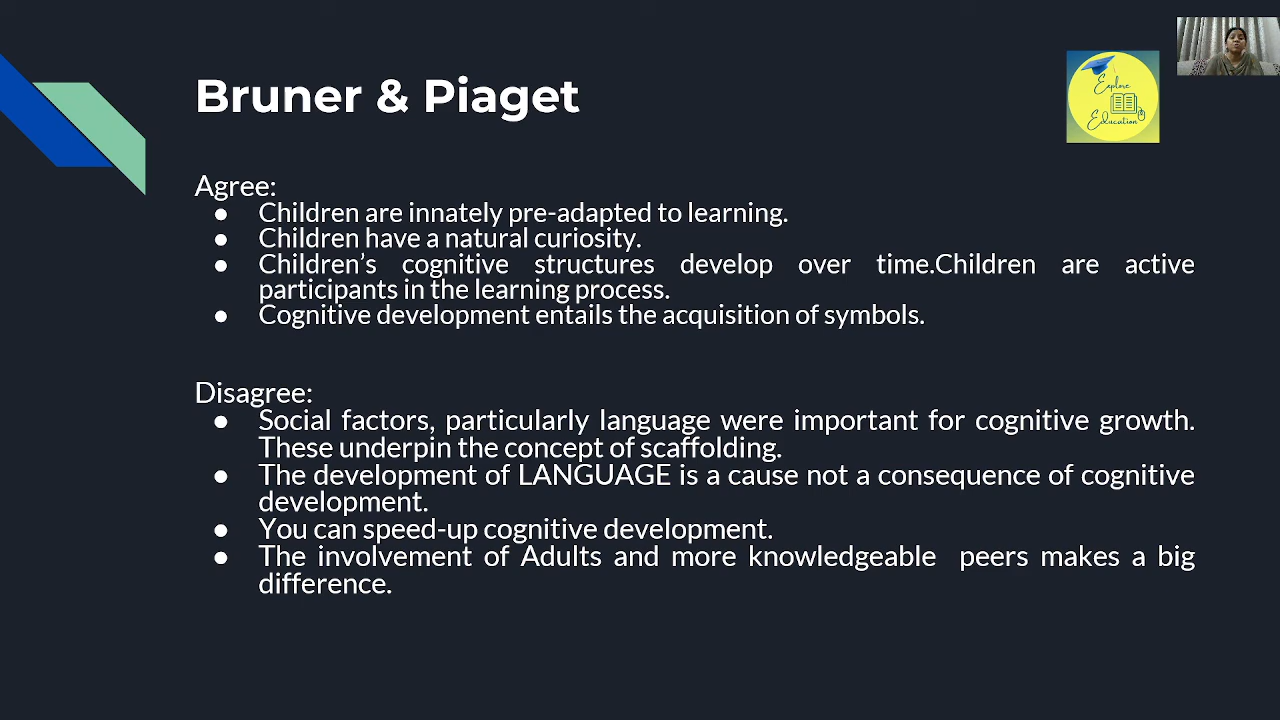 Bruner & Piaget
Explore
Education
Agree:
● Children are innately pre-adapted to learning.
● Children have a natural curiosity.
● Children’s cognitive structures develop over time.Children are active
participants in the learning process.
● Cognitive development entails the acquisition of symbols.
Disagree:
● Social factors, particularly language were important for cognitive growth.
These underpin the concept of scaffolding.
● The development of LANGUAGE is a cause not a consequence of cognitive
development.
● You can speed-up cognitive development.
● The involvement of Adults and more knowledgeable peers makes a big
difference.